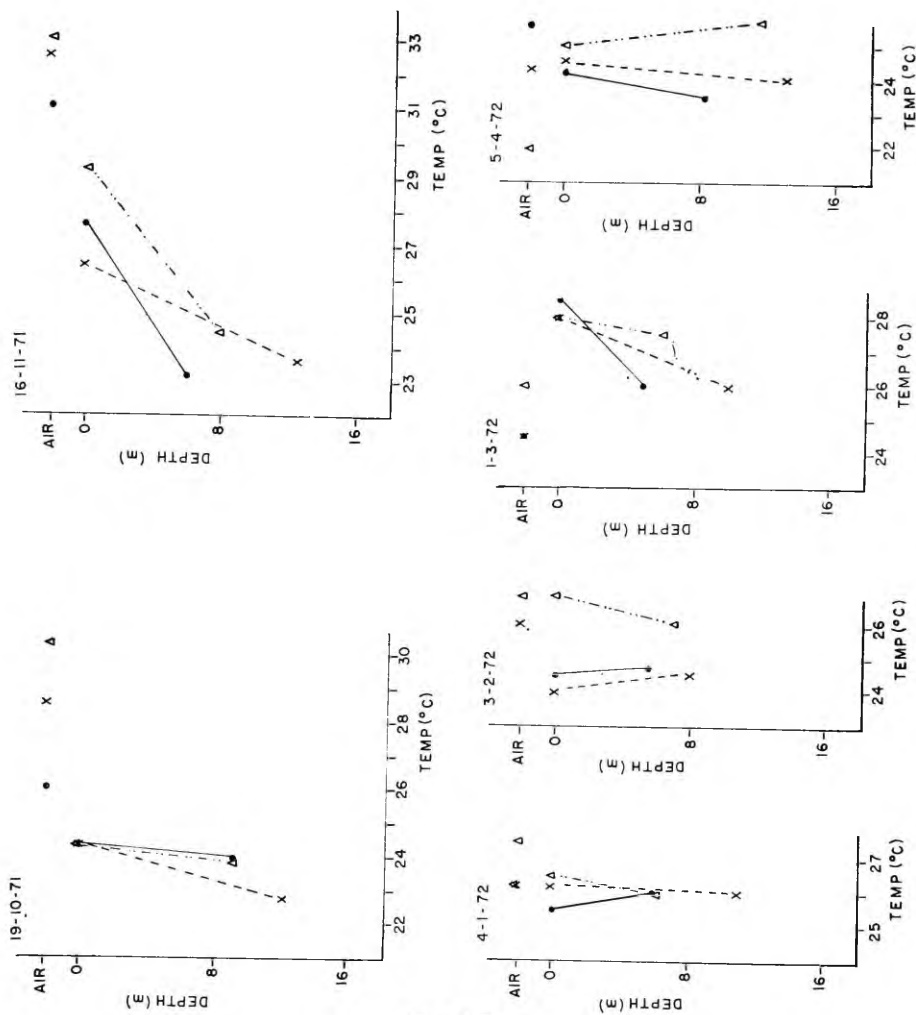 19-10-71
AIR
0
8
16
DEPTH (m)
22
24
26
28
30
TEMP (°C)
16-11-71
AIR
0
8
16
DEPTH (m)
23
25
27
29
31
33
TEMP (°C)
4-1-72
AIR
0
8
16
DEPTH (m)
25
27
TEMP (°C)
3-2-72
AIR
0
8
16
DEPTH (m)
24
26
TEMP (°C)
1-3-72
AIR
0
8
16
DEPTH (m)
24
26
28
TEMP (°C)
5-4-72
AIR
0
8
16
DEPTH (m)
22
24
TEMP (°C)